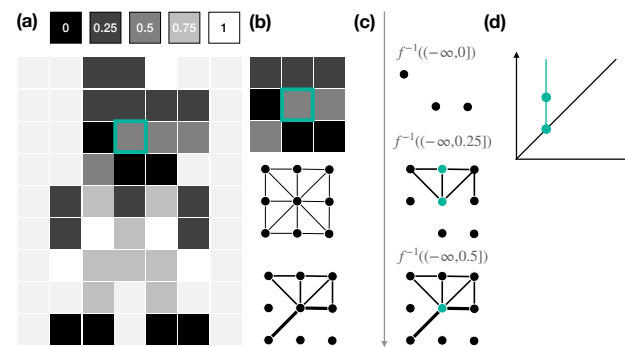 (a) 0 0.25 0.5 0.75 1 (b) (c) (d)
f⁻¹((-∞,0])
f⁻¹((-∞,0.25])
f⁻¹((-∞,0.5])